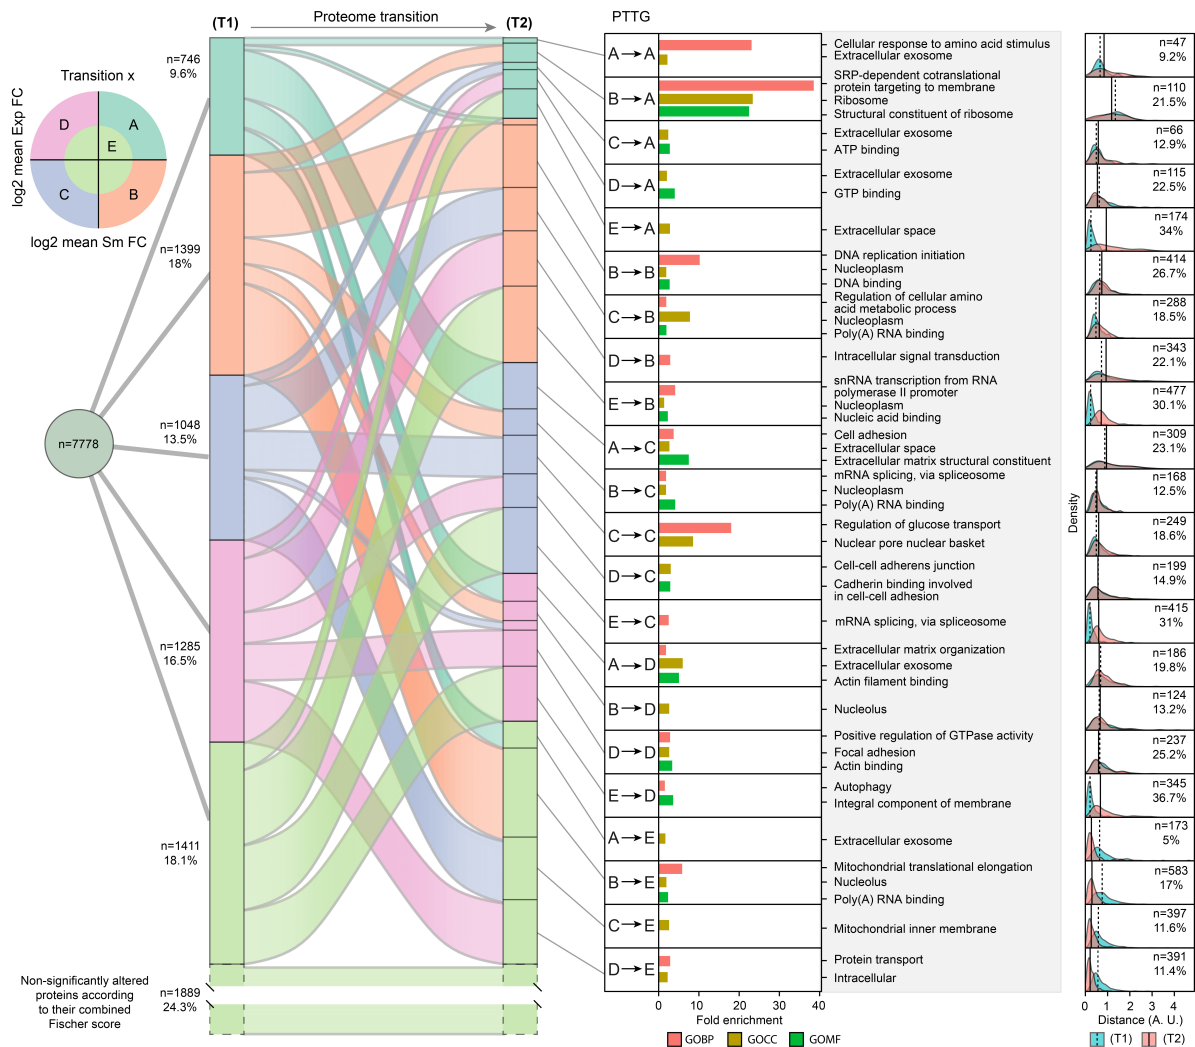 (T1)
Proteome transition
(T2)
PTTG
Transition x
D
A
E
C
B
log2 mean Exp FC
log2 mean Sm FC
n=7778
n=746
9.6%
n=1399
18%
n=1048
13.5%
n=1285
16.5%
n=1411
18.1%
n=1889
24.3%
Non-significantly altered
proteins according
to their combined
Fischer score
A→A
Cellular response to amino acid stimulus
Extracellular exosome
n=47
9.2%
B→A
SRP-dependent cotranslational
protein targeting to membrane
Ribosome
Structural constituent of ribosome
n=110
21.5%
C→A
Extracellular exosome
ATP binding
n=66
12.9%
D→A
Extracellular exosome
GTP binding
n=115
22.5%
E→A
Extracellular space
n=174
34%
B→B
DNA replication initiation
Nucleoplasm
DNA binding
n=414
26.7%
C→B
Regulation of cellular amino
acid metabolic process
Nucleoplasm
Poly(A) RNA binding
n=288
18.5%
D→B
Intracellular signal transduction
n=343
22.1%
E→B
snRNA transcription from RNA
polymerase II promoter
Nucleoplasm
Nucleic acid binding
n=477
30.1%
A→C
Cell adhesion
Extracellular space
Extracellular matrix structural constituent
n=309
23.1%
B→C
mRNA splicing, via spliceosome
Nucleoplasm
Poly(A) RNA binding
n=168
12.5%
C→C
Regulation of glucose transport
Nuclear pore nuclear basket
n=249
18.6%
D→C
Cell-cell adherens junction
Cadherin binding involved
in cell-cell adhesion
n=199
14.9%
E→C
mRNA splicing, via spliceosome
n=415
31%
A→D
Extracellular matrix organization
Extracellular exosome
Actin filament binding
n=186
19.8%
B→D
Nucleolus
n=124
13.2%
D→D
Positive regulation of GTPase activity
Focal adhesion
Actin binding
n=237
25.2%
E→D
Autophagy
Integral component of membrane
n=345
36.7%
A→E
Extracellular exosome
n=173
5%
B→E
Mitochondrial translational elongation
Nucleolus
Poly(A) RNA binding
n=583
17%
C→E
Mitochondrial inner membrane
n=397
11.6%
D→E
Protein transport
Intracellular
n=391
11.4%
Density
0 10 20 30 40
Fold enrichment
GOBP GOCC GOMF
0 1 2 3 4
Distance (A. U.)
(T1) (T2)